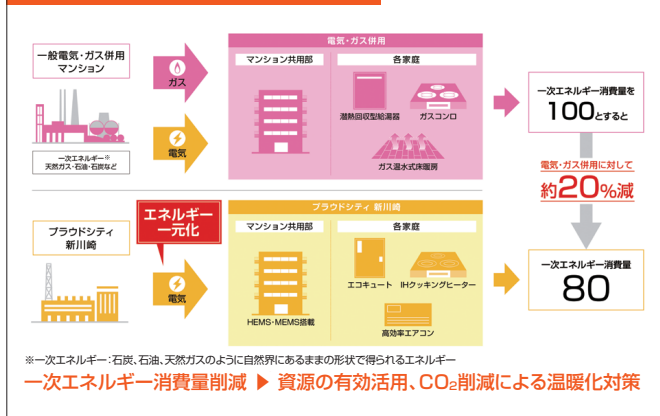 一般電気・ガス併用
マンション
一次エネルギー※
天然ガス・石油・石炭など
ガス
電気
電気・ガス併用
マンション共用部
各家庭
潜熱回収型給湯器
ガスコンロ
ガス温水式床暖房
一次エネルギー消費量を
100とすると
電気・ガス併用に対して
約20%減
プラウドシティ
新川崎
エネルギー
一元化
電気
プラウドシティ 新川崎
マンション共用部
各家庭
HEMS・MEMS搭載
エコキュート
IHクッキングヒーター
高効率エアコン
一次エネルギー消費量
80
※一次エネルギー：石炭、石油、天然ガスのように自然界にあるままの形状で得られるエネルギー
一次エネルギー消費量削減 ▶ 資源の有効活用、CO₂削減による温暖化対策